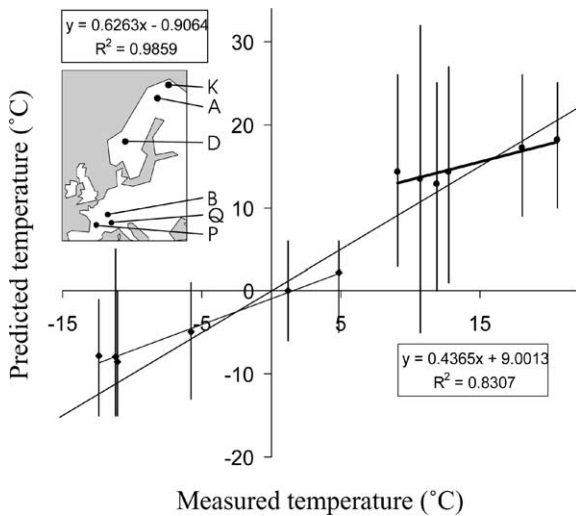 y = 0.6263x - 0.9064
R² = 0.9859
K
A
D
B
Q
P
30
20
10
0
-15
-5
5
15
-10
-20
y = 0.4365x + 9.0013
R² = 0.8307
Predicted temperature (˚C)
Measured temperature (˚C)